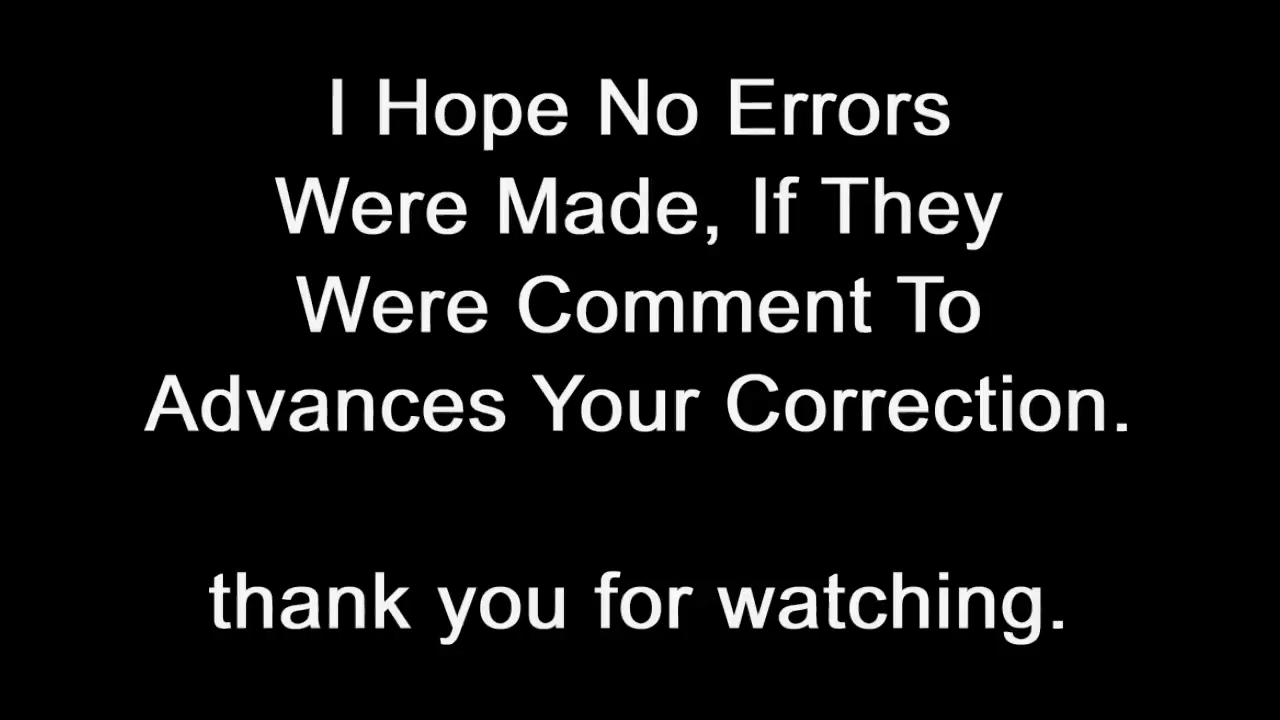 I Hope No Errors
Were Made, If They
Were Comment To
Advances Your Correction.
thank you for watching.